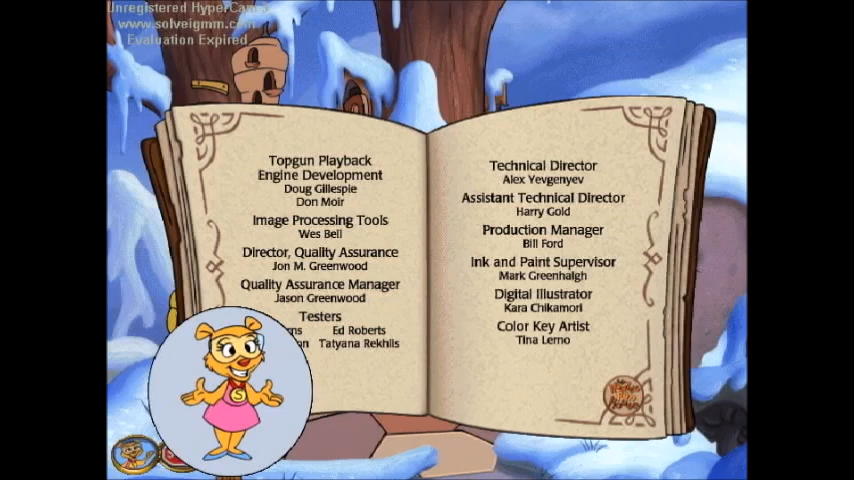 Unregistered HyperCam 3
www.solveigmm.com
Evaluation Expired
Topgun Playback
Engine Development
Doug Gillespie
Don Moir
Image Processing Tools
Wes Bell
Director, Quality Assurance
Jon M. Greenwood
Quality Assurance Manager
Jason Greenwood
Testers
Ed Roberts
Tatyana Rekhlis
Technical Director
Alex Yevgenyev
Assistant Technical Director
Harry Gold
Production Manager
Bill Ford
Ink and Paint Supervisor
Mark Greenhalgh
Digital Illustrator
Kara Chikamori
Color Key Artist
Tina Lerno
S